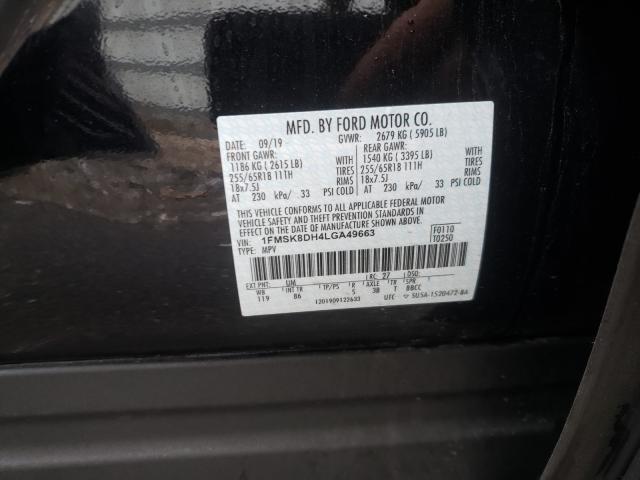 MFD. BY FORD MOTOR CO.
DATE: 09/19 GVWR: 2679 KG ( 5905 LB)
FRONT GAWR: REAR GAWR:
1186 KG ( 2615 LB) WITH 1540 KG ( 3395 LB) WITH
255/65R18 111H TIRES 255/65R18 111H TIRES
18x7.5J RIMS 18x7.5J RIMS
AT 230 kPa/ 33 PSI COLD AT 230 kPa/ 33 PSI COLD
THIS VEHICLE CONFORMS TO ALL APPLICABLE FEDERAL MOTOR
VEHICLE SAFETY AND THEFT PREVENTION STANDARDS IN
EFFECT ON THE DATE OF MANUFACTURE SHOWN ABOVE.
VIN: 1FMSK8DH4LGA49663 F0110
TYPE: MPV T0250
EXT PNT: UM RC: 27 DSO:
WB INT TR TP/PS R AXLE TR SPR
119 B6 5 3B T BBCC
1201909122633 UTC SU5A-1520472-BA